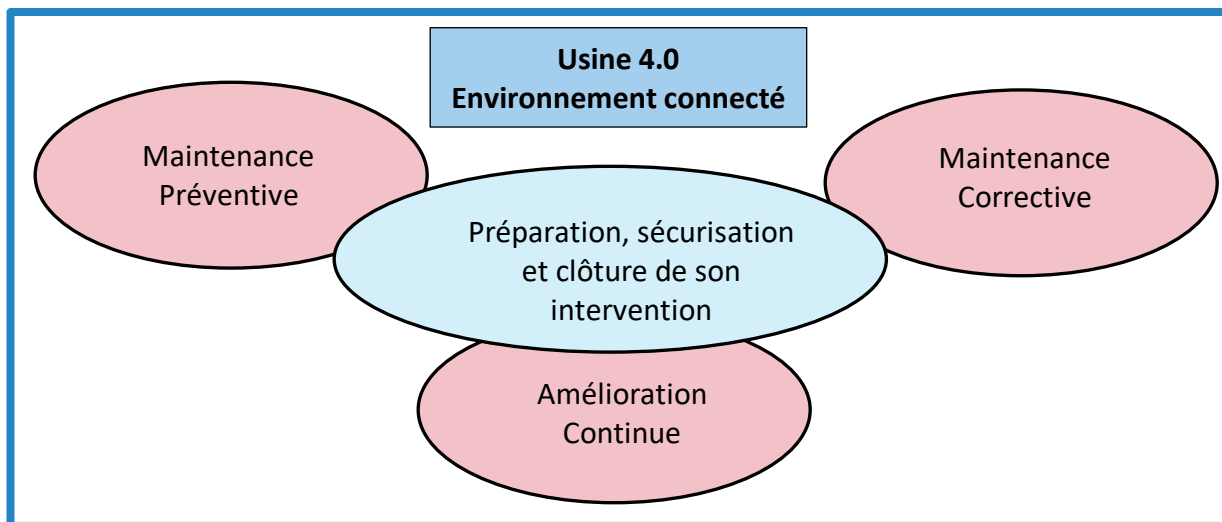 Usine 4.0
Environnement connecté
Maintenance
Préventive
Maintenance
Corrective
Préparation, sécurisation
et clôture de son
intervention
Amélioration
Continue